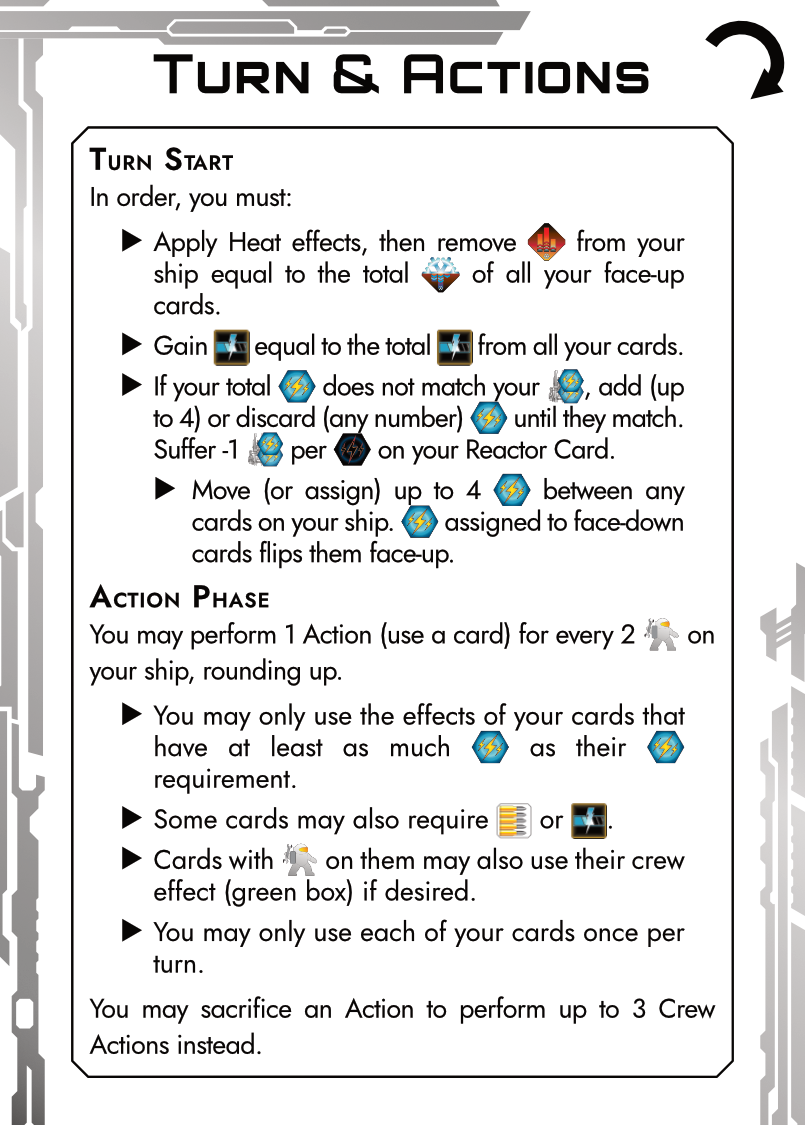 TURN & ACTIONS
TURN START
In order, you must:
▶ Apply Heat effects, then remove from your
ship equal to the total of all your face-up
cards.
▶ Gain equal to the total from all your cards.
▶ If your total does not match your , add (up
to 4) or discard (any number) until they match.
Suffer -1 per on your Reactor Card.
▶ Move (or assign) up to 4 between any
cards on your ship. assigned to face-down
cards flips them face-up.
ACTION PHASE
You may perform 1 Action (use a card) for every 2 on
your ship, rounding up.
▶ You may only use the effects of your cards that
have at least as much as their
requirement.
▶ Some cards may also require or .
▶ Cards with on them may also use their crew
effect (green box) if desired.
▶ You may only use each of your cards once per
turn.
You may sacrifice an Action to perform up to 3 Crew
Actions instead.